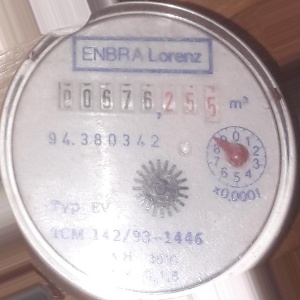 ENBRA Lorenz
00676,255 m³
94.380342
0 1 2 3 4 5 6 7 8 9
x0,0001
Typ EV
TCM 142/93-1446